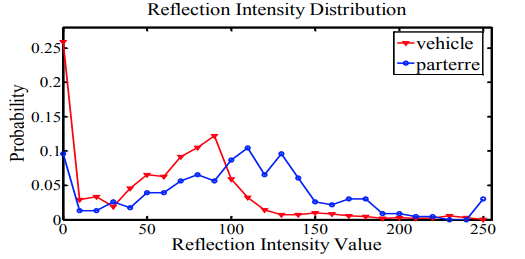 Reflection Intensity Distribution
vehicle
parterre
Probability
0.25
0.2
0.15
0.1
0.05
0
0 50 100 150 200 250
Reflection Intensity Value